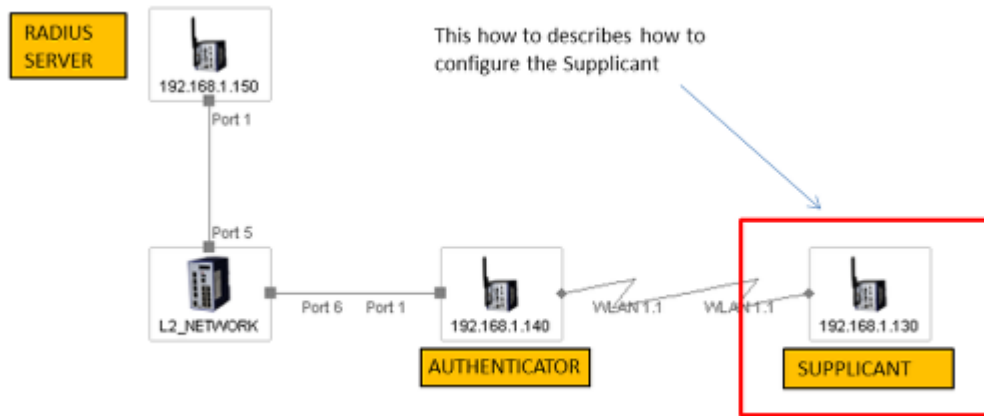 RADIUS
SERVER
192.168.1.150
Port 1
This how to describes how to
configure the Supplicant
Port 5
L2_NETWORK
Port 6
Port 1
192.168.1.140
AUTHENTICATOR
WLAN 1.1
WLAN 1.1
192.168.1.130
SUPPLICANT